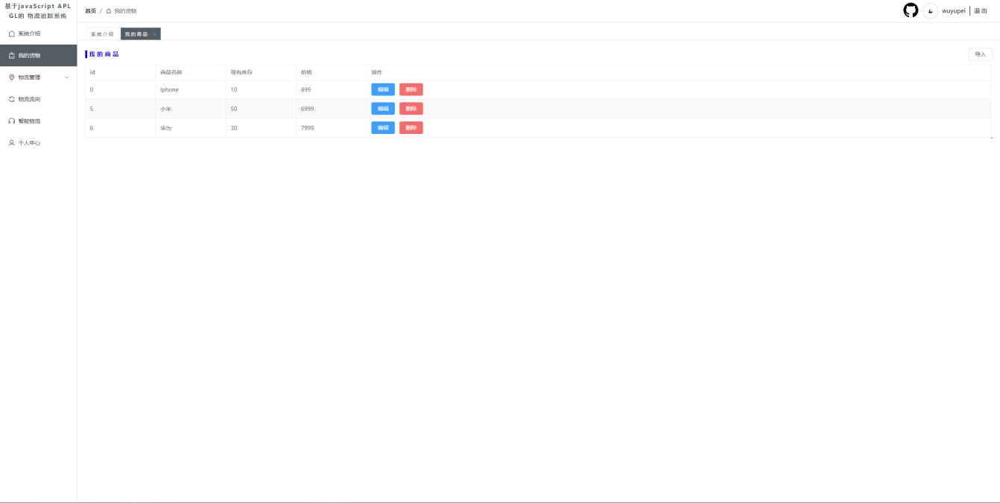 基于javaScript APL
GL的 物流追踪系统
系统介绍
我的货物
物流管理
物流流向
智能物流
个人中心
首页 / 我的货物
wuyupei 退出
系统介绍 我的商品 ×
我的商品
导入
id 商品名称 现有库存 价格 操作
0 Iphone 10 899 编辑 删除
5 小米 50 6999 编辑 删除
6 华为 30 7999 编辑 删除